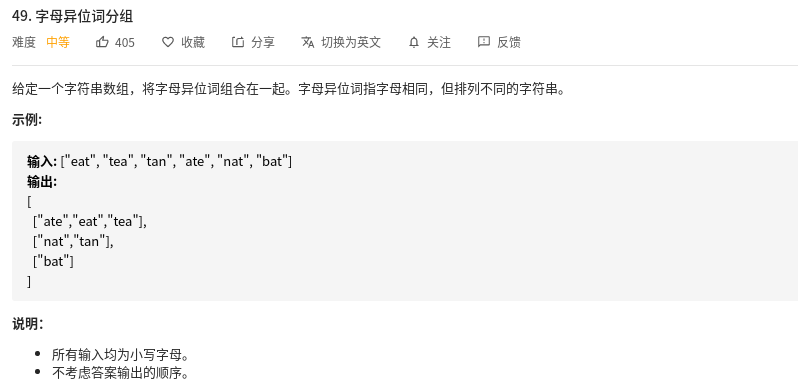 49. 字母异位词分组
难度 中等 405 收藏 分享 切换为英文 关注 反馈
给定一个字符串数组，将字母异位词组合在一起。字母异位词指字母相同，但排列不同的字符串。
示例:
输入: ["eat", "tea", "tan", "ate", "nat", "bat"]
输出:
[
  ["ate","eat","tea"],
  ["nat","tan"],
  ["bat"]
]
说明：
• 所有输入均为小写字母。
• 不考虑答案输出的顺序。